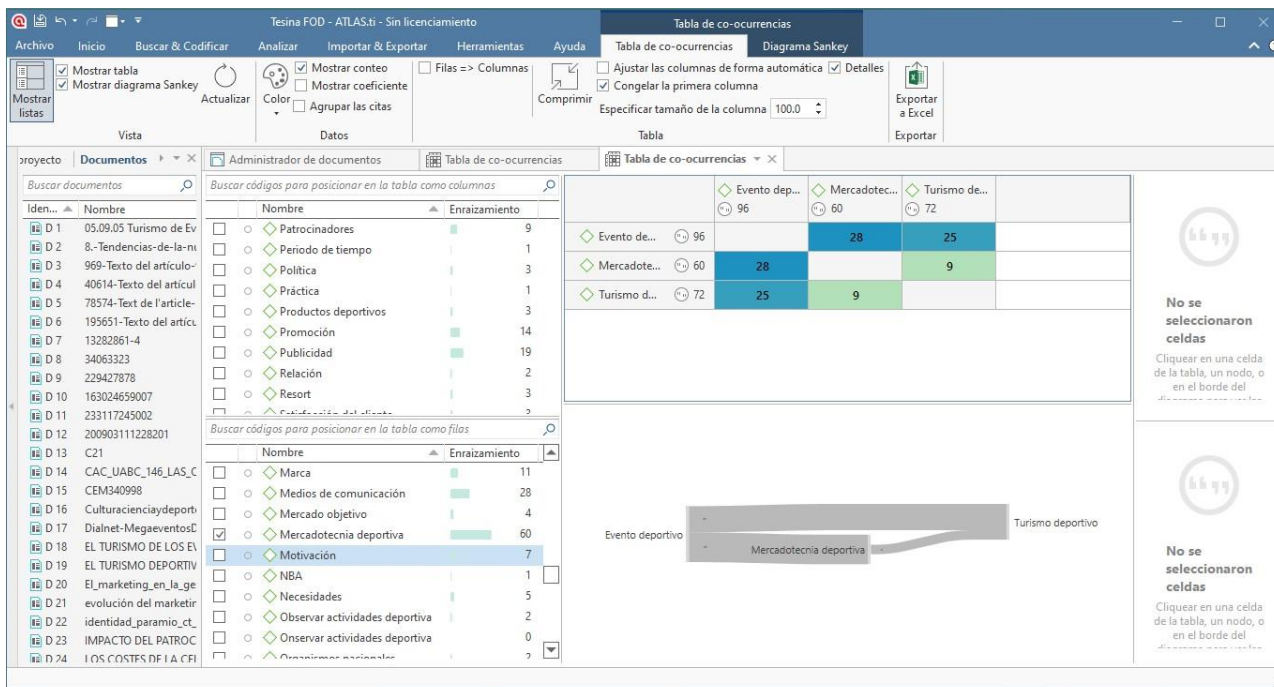 Tesina FOD - ATLAS.ti - Sin licenciamiento
Tabla de co-ocurrencias
Archivo Inicio Buscar & Codificar Analizar Importar & Exportar Herramientas Ayuda Tabla de co-ocurrencias Diagrama Sankey
Mostrar listas
Mostrar tabla
Mostrar diagrama Sankey
Actualizar
Vista
Color
Mostrar conteo
Mostrar coeficiente
Agrupar las citas
Datos
Filas => Columnas
Comprimir
Ajustar las columnas de forma automática Detalles
Congelar la primera columna
Especificar tamaño de la columna 100.0
Tabla
Exportar a Excel
Exportar
proyecto Documentos
Administrador de documentos Tabla de co-ocurrencias Tabla de co-ocurrencias
Buscar documentos
Iden... Nombre
D 1 05.09.05 Turismo de Ev
D 2 8.-Tendencias-de-la-nu
D 3 969-Texto del artículo-
D 4 40614-Texto del artícul
D 5 78574-Text de l'article-
D 6 195651-Texto del artícu
D 7 13282861-4
D 8 34063323
D 9 229427878
D 10 163024659007
D 11 233117245002
D 12 200903111228201
D 13 C21
D 14 CAC_UABC_146_LAS_C
D 15 CEM340998
D 16 Culturacienciaydeport
D 17 Dialnet-MegaeventosD
D 18 EL TURISMO DE LOS EV
D 19 EL TURISMO DEPORTIV
D 20 El_marketing_en_la_ge
D 21 evolución del marketin
D 22 identidad_paramio_ct_
D 23 IMPACTO DEL PATROC
D 24 LOS COSTES DE LA CEL
Buscar códigos para posicionar en la tabla como columnas
Nombre Enraizamiento
Patrocinadores 9
Periodo de tiempo 1
Política 3
Práctica 1
Productos deportivos 3
Promoción 14
Publicidad 19
Relación 2
Resort 3
Satisfacción del cliente
Buscar códigos para posicionar en la tabla como filas
Nombre Enraizamiento
Marca 11
Medios de comunicación 28
Mercado objetivo 4
Mercadotecnia deportiva 60
Motivación 7
NBA 1
Necesidades 5
Observar actividades deportiva 2
Onservar actividades deportiva 0
Organismos nacionales 2
Evento dep... Mercadotec... Turismo de...
96 60 72
Evento de... 96 28 25
Mercadote... 60 28 9
Turismo d... 72 25 9
Evento deportivo
Mercadotecnia deportiva
Turismo deportivo
No se
seleccionaron
celdas
Cliquear en una celda
de la tabla, un nodo, o
en el borde del
No se
seleccionaron
celdas
Cliquear en una celda
de la tabla, un nodo, o
en el borde del